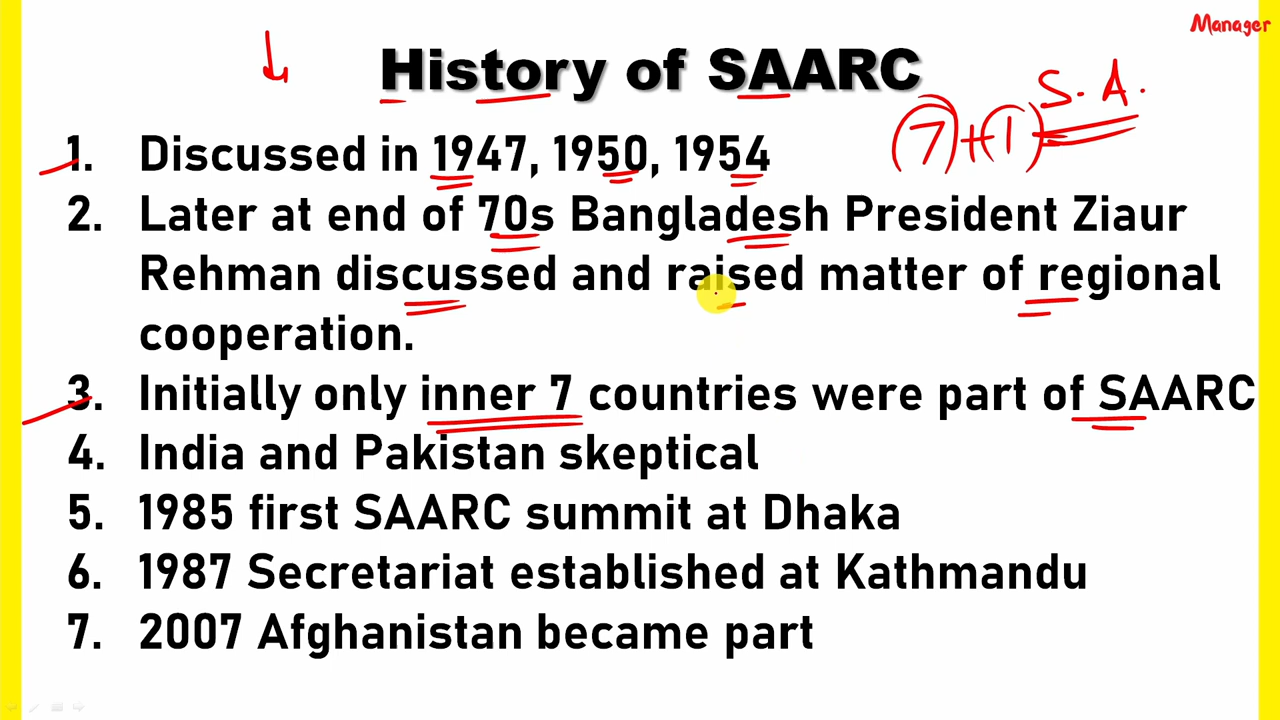 Manager
History of SAARC
S. A.
(7)+(1)
1. Discussed in 1947, 1950, 1954
2. Later at end of 70s Bangladesh President Ziaur
Rehman discussed and raised matter of regional
cooperation.
3. Initially only inner 7 countries were part of SAARC
4. India and Pakistan skeptical
5. 1985 first SAARC summit at Dhaka
6. 1987 Secretariat established at Kathmandu
7. 2007 Afghanistan became part